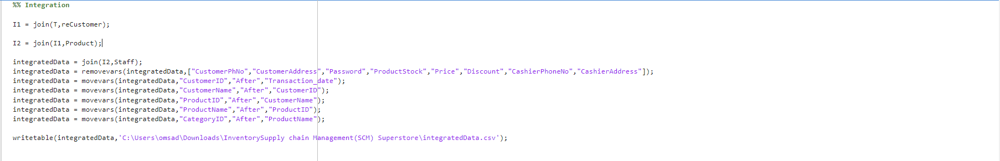 %% Integration
I1 = join(T,reCustomer);
I2 = join(I1,Product);
integratedData = join(I2,Staff);
integratedData = removevars(integratedData,["CustomerPhNo","CustomerAddress","Password","ProductStock","Price","Discount","CashierPhoneNo","CashierAddress"]);
integratedData = movevars(integratedData,"CustomerID","After","Transaction_date");
integratedData = movevars(integratedData,"CustomerName","After","CustomerID");
integratedData = movevars(integratedData,"ProductID","After","CustomerName");
integratedData = movevars(integratedData,"ProductName","After","ProductID");
integratedData = movevars(integratedData,"CategoryID","After","ProductName");
writetable(integratedData,'C:\Users\omsad\Downloads\InventorySupply chain Management(SCM) Superstore\integratedData.csv');